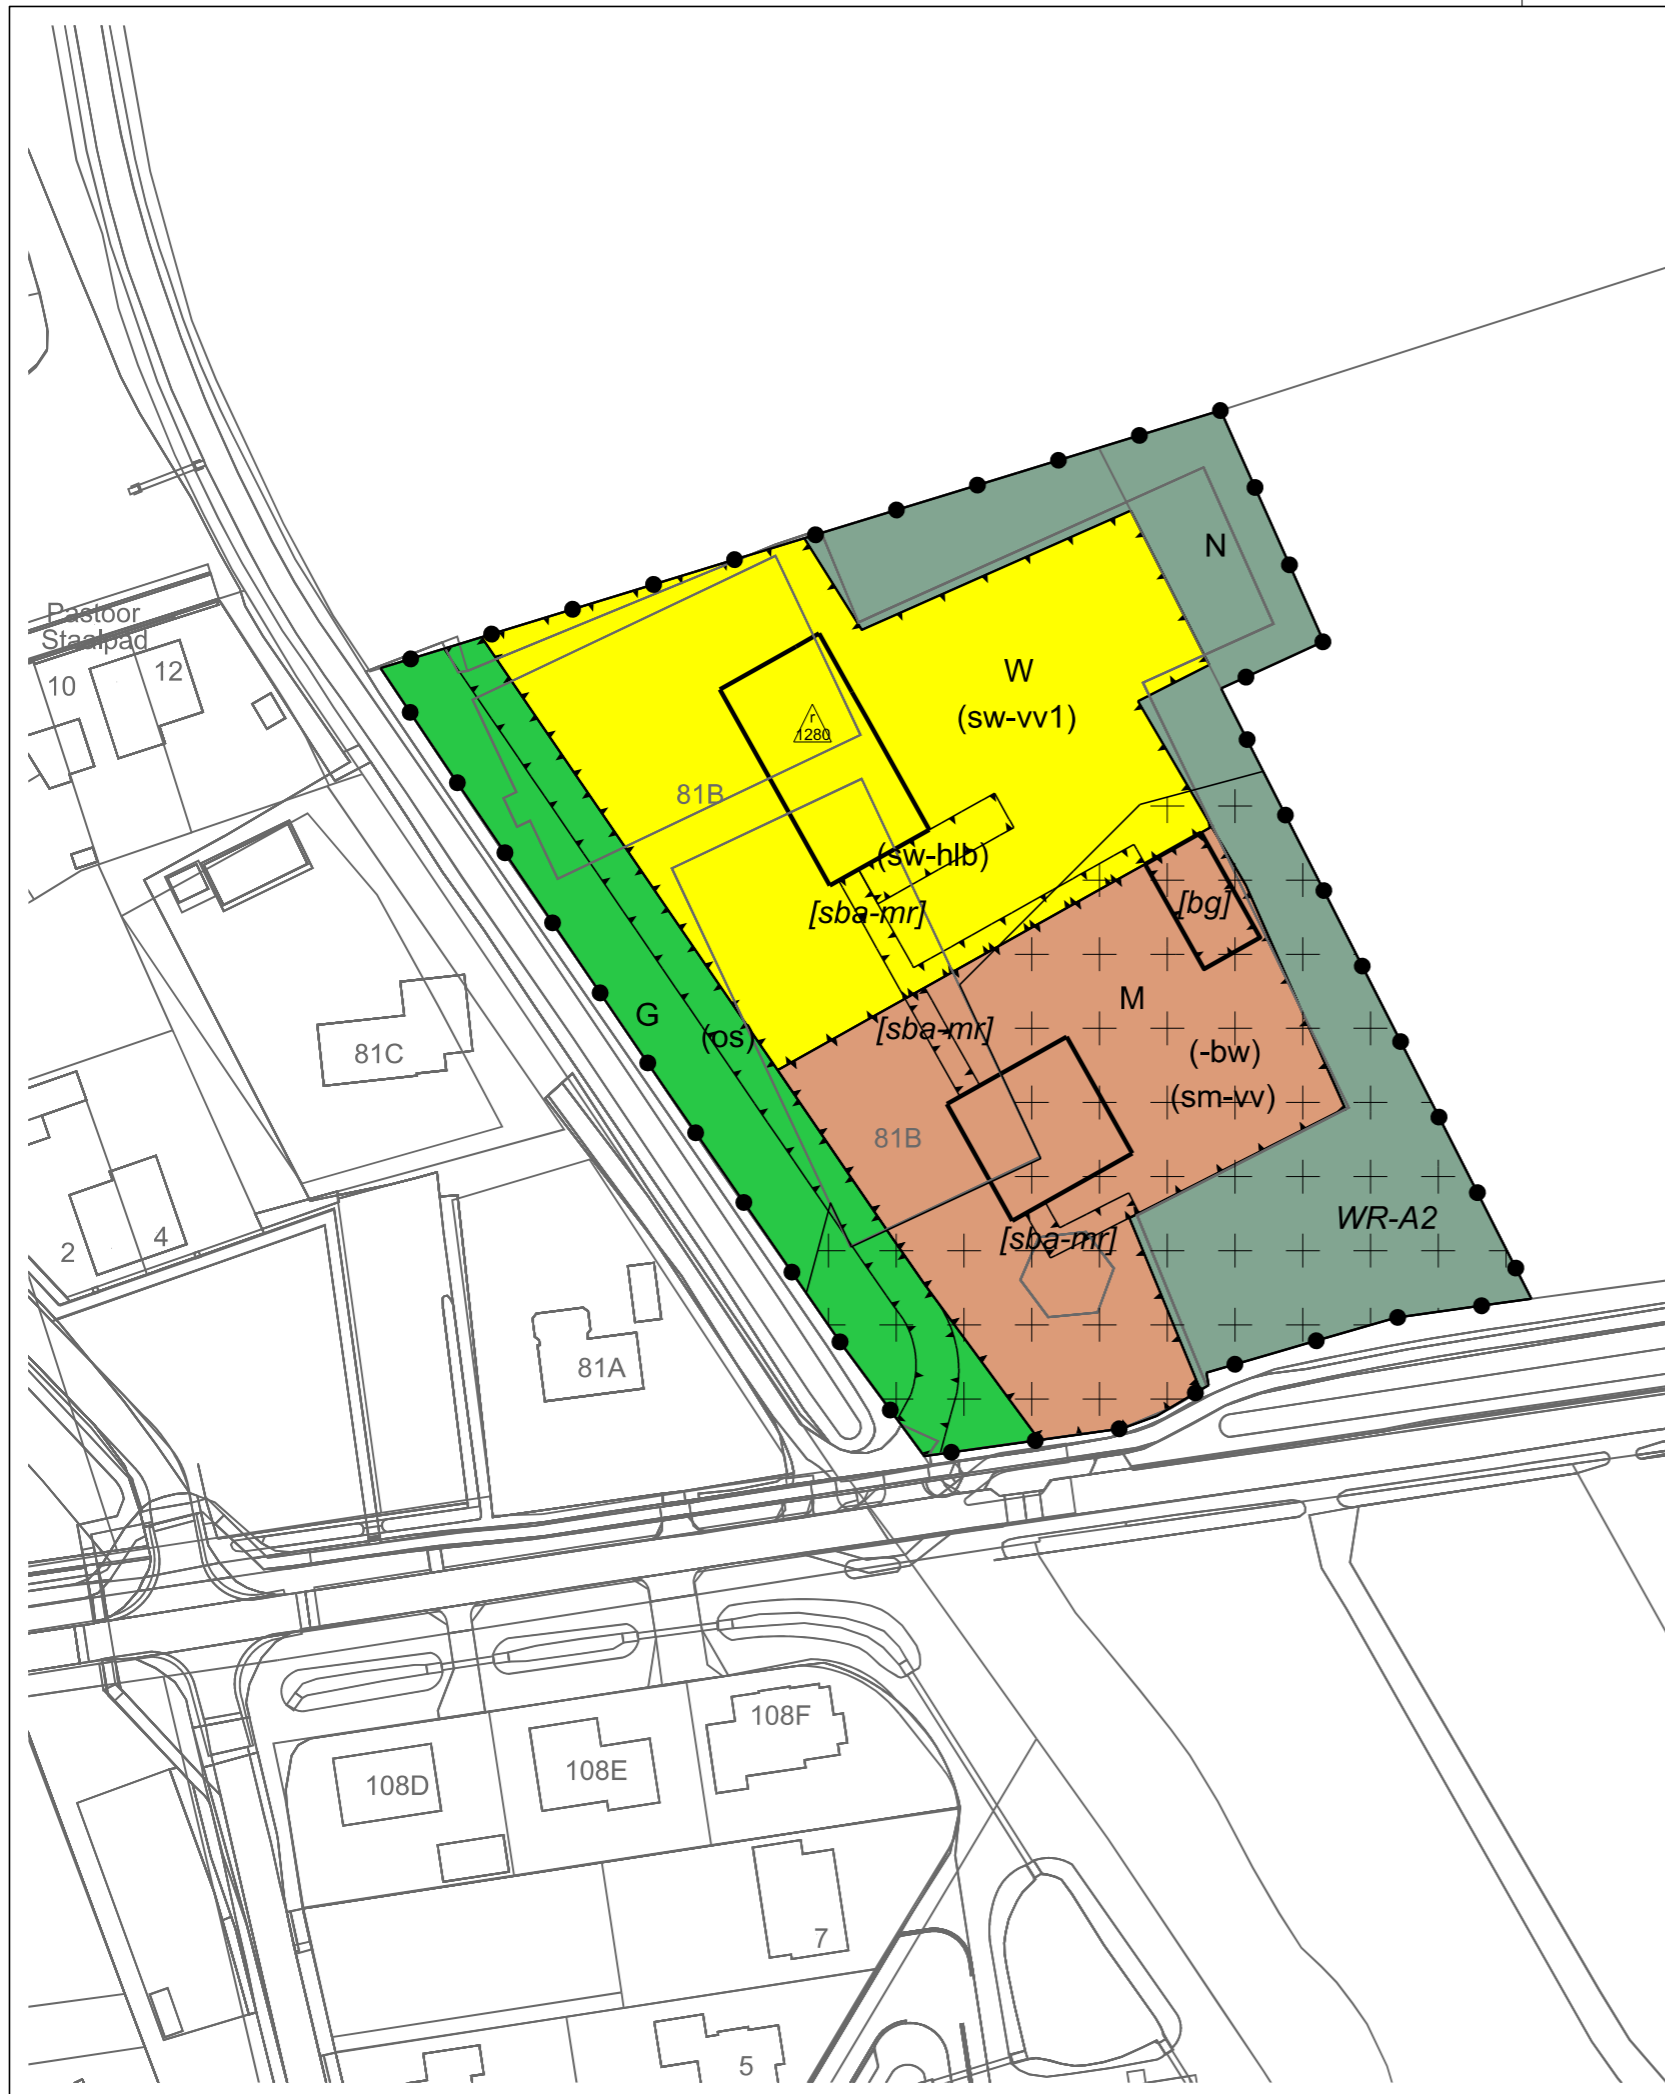 N
Pastoor
Staalpad
10
12
W
(sw-vv1)
r
1280
81B
(sw-hlb)
[sba-mr]
[bg]
M
G
(os)
[sba-mr]
(-bw)
(sm-vv)
81C
81B
WR-A2
[sba-mr]
2
4
81A
108F
108E
108D
7
5